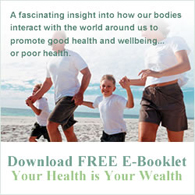 A fascinating insight into how our bodies
interact with the world around us to
promote good health and wellbeing...
or poor health.
Download FREE E-Booklet
Your Health is Your Wealth